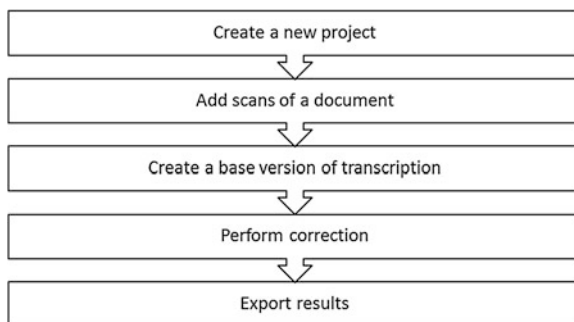 Create a new project
Add scans of a document
Create a base version of transcription
Perform correction
Export results